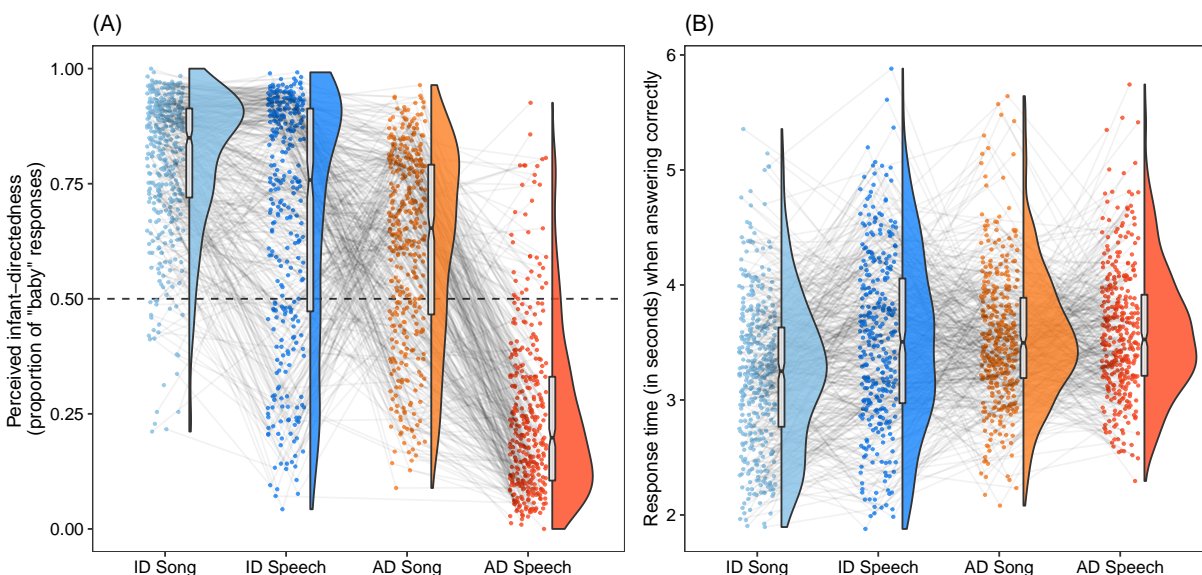 (A)
Perceived infant−directedness
(proportion of "baby" responses)
1.00
0.75
0.50
0.25
0.00
ID Song
ID Speech
AD Song
AD Speech
(B)
Response time (in seconds) when answering correctly
6
5
4
3
2
ID Song
ID Speech
AD Song
AD Speech